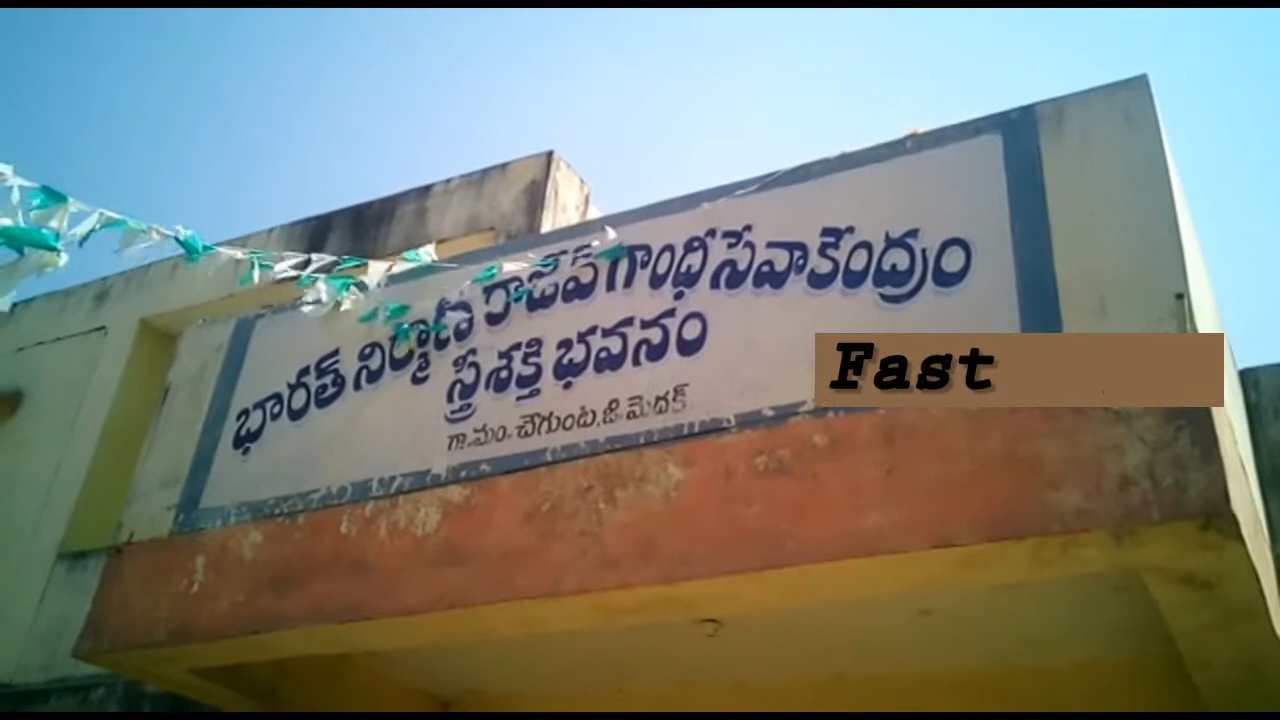 భారత్ నిర్మాణ రాజీవ్ గాంధీ సేవా కేంద్రం
స్త్రీ శక్తి భవనం
గ్రా.మం. చేగుంట, జి. మెదక్.
Fast